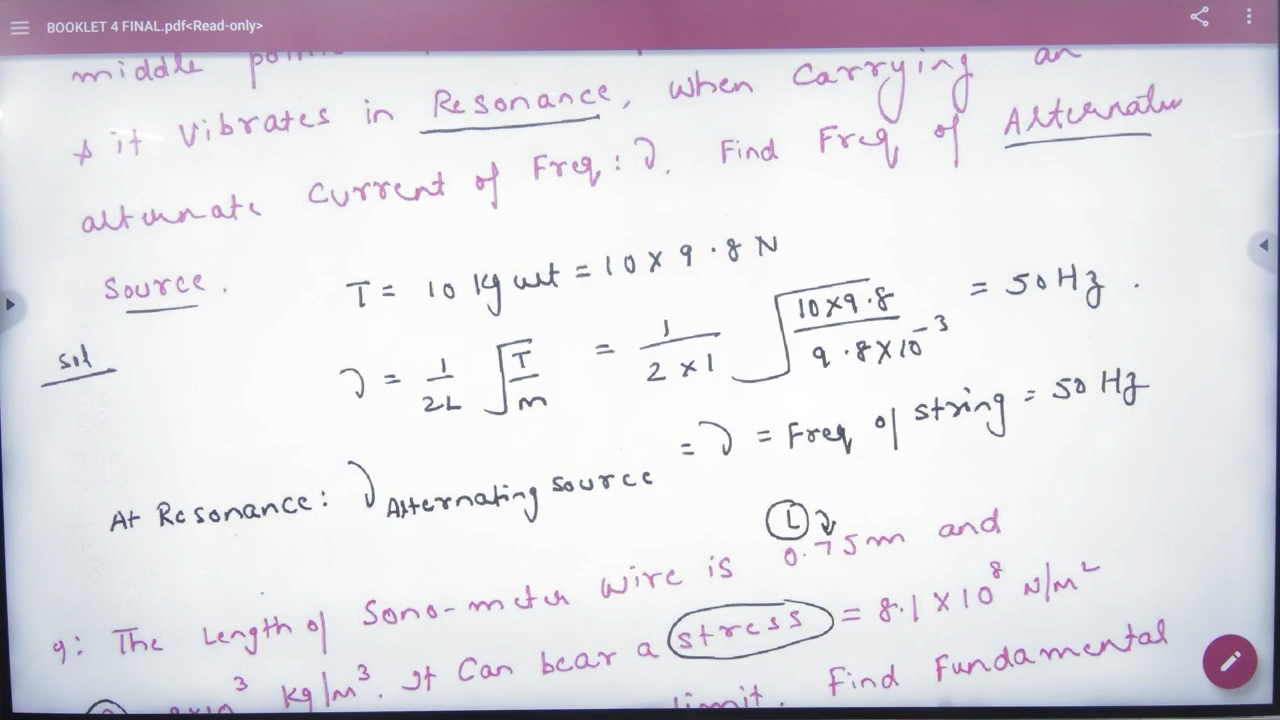 BOOKLET 4 FINAL.pdf<Read-only>
middle
& it vibrates in Resonance, when Carrying an
alternate Current of Freq: ν. Find Freq of Alternatin
Source.
T = 10 kg wt = 10 × 9.8 N
Sol
ν = 1/2L √T/m = 1/2×1 √10×9.8/9.8×10⁻³ = 50 Hz.
At Resonance: ν Alternating source = ν = Freq of string = 50 Hz
L
9: The Length of Sono-meter wire is 0.75m and
3 kg/m³. It Can bear a stress = 8.1 × 10⁸ N/m²
limit. Find Fundamental